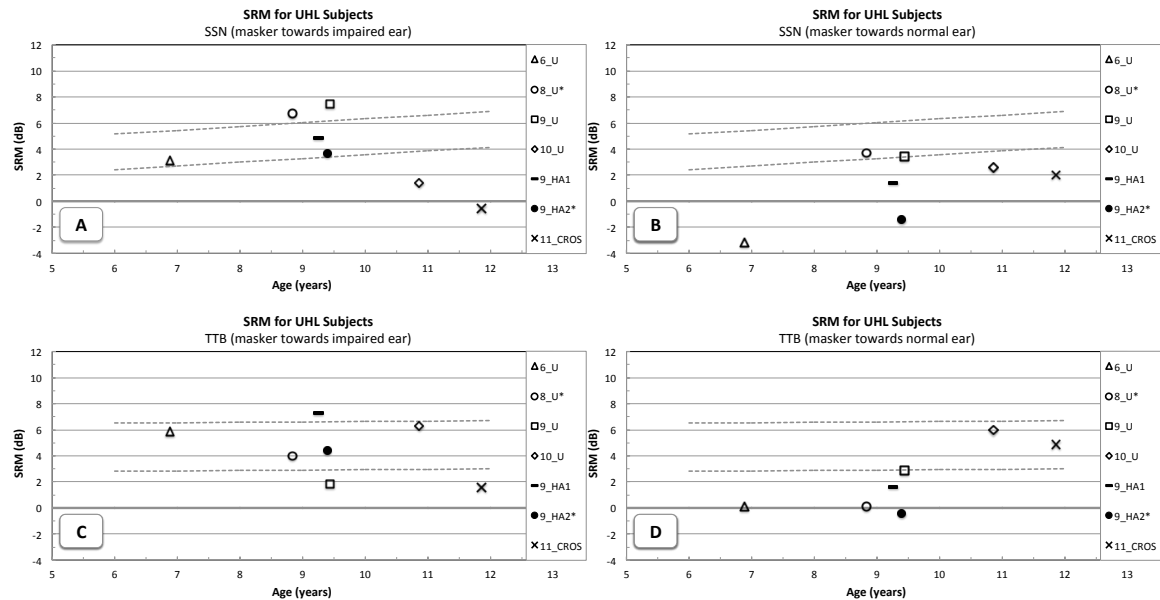 SRM for UHL Subjects
SSN (masker towards impaired ear)
SRM (dB)
12
10
8
6
4
2
0
-2
-4
5 6 7 8 9 10 11 12 13
Age (years)
A
6_U
8_U*
9_U
10_U
9_HA1
9_HA2*
11_CROS
SRM for UHL Subjects
SSN (masker towards normal ear)
SRM (dB)
12
10
8
6
4
2
0
-2
-4
5 6 7 8 9 10 11 12 13
Age (years)
B
6_U
8_U*
9_U
10_U
9_HA1
9_HA2*
11_CROS
SRM for UHL Subjects
TTB (masker towards impaired ear)
SRM (dB)
12
10
8
6
4
2
0
-2
-4
5 6 7 8 9 10 11 12 13
Age (years)
C
6_U
8_U*
9_U
10_U
9_HA1
9_HA2*
11_CROS
SRM for UHL Subjects
TTB (masker towards normal ear)
SRM (dB)
12
10
8
6
4
2
0
-2
-4
5 6 7 8 9 10 11 12 13
Age (years)
D
6_U
8_U*
9_U
10_U
9_HA1
9_HA2*
11_CROS